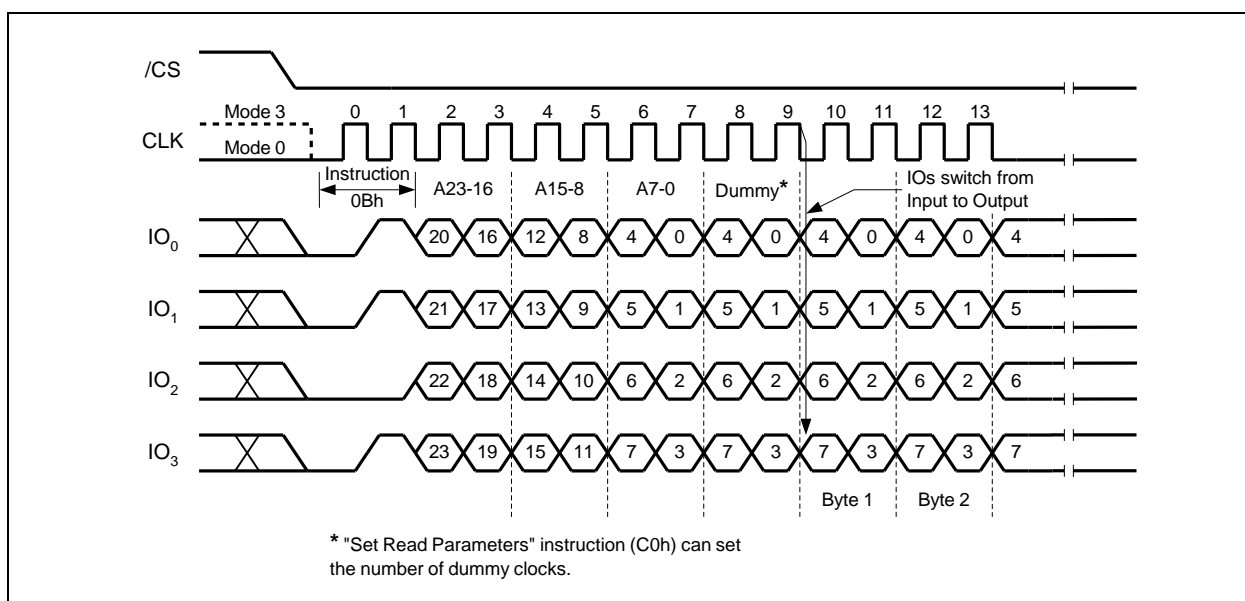 /CS
Mode 3 0 1 2 3 4 5 6 7 8 9 10 11 12 13
CLK
Mode 0
Instruction
0Bh
A23-16 A15-8 A7-0 Dummy*
IOs switch from
Input to Output
IO0 20 16 12 8 4 0 4 0 4 0 4 0 4
IO1 21 17 13 9 5 1 5 1 5 1 5 1 5
IO2 22 18 14 10 6 2 6 2 6 2 6 2 6
IO3 23 19 15 11 7 3 7 3 7 3 7 3 7
Byte 1 Byte 2
* "Set Read Parameters" instruction (C0h) can set
the number of dummy clocks.